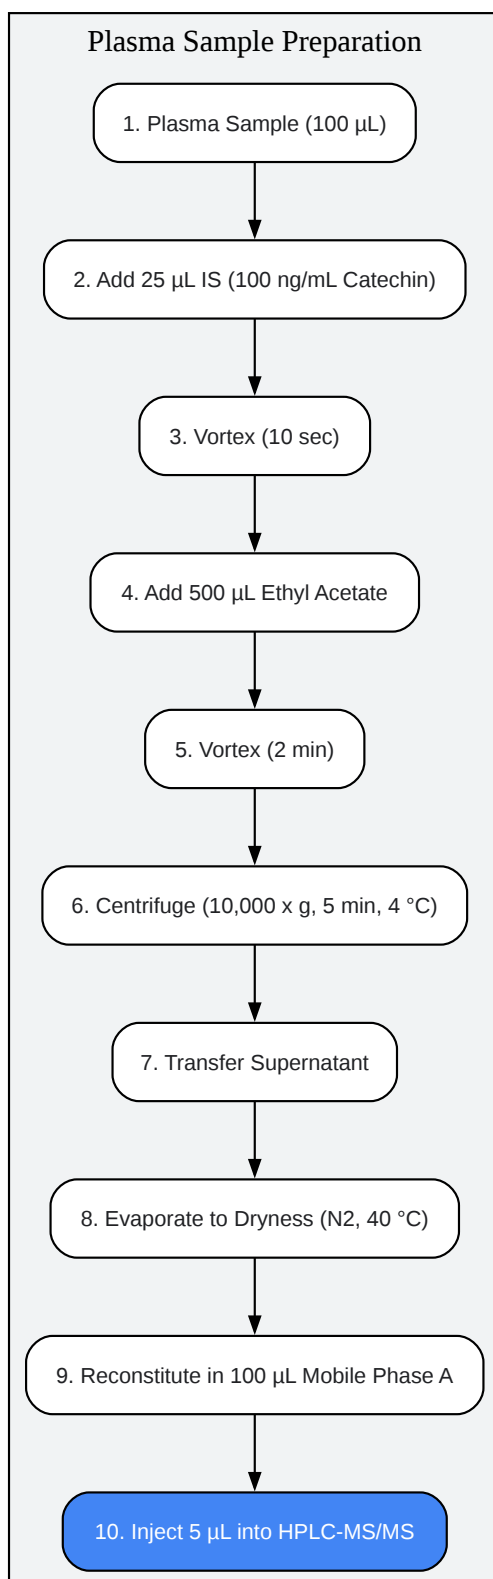 Plasma Sample Preparation
1. Plasma Sample (100 µL)
2. Add 25 µL IS (100 ng/mL Catechin)
3. Vortex (10 sec)
4. Add 500 µL Ethyl Acetate
5. Vortex (2 min)
6. Centrifuge (10,000 x g, 5 min, 4 °C)
7. Transfer Supernatant
8. Evaporate to Dryness (N2, 40 °C)
9. Reconstitute in 100 µL Mobile Phase A
10. Inject 5 µL into HPLC-MS/MS